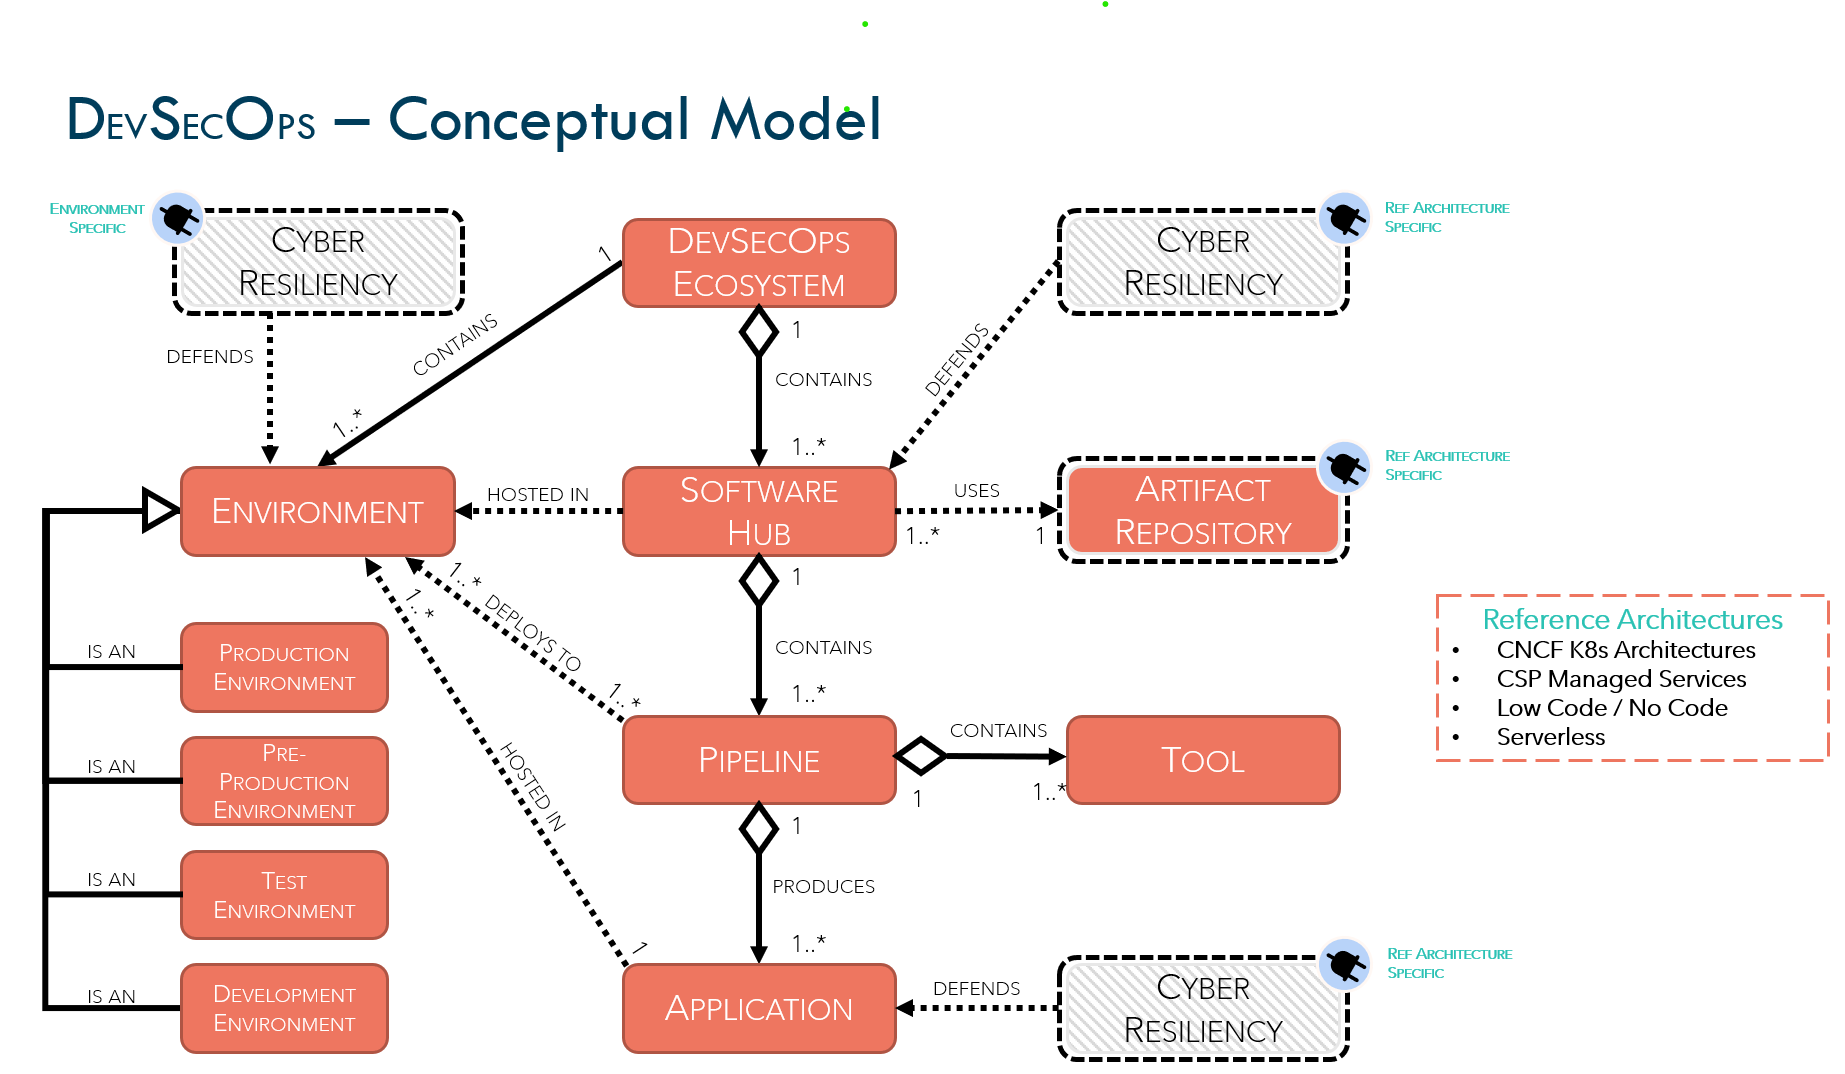 DevSecOps – Conceptual Model
Environment
Specific
Cyber
Resiliency
DevSecOps
Ecosystem
Cyber
Resiliency
Ref Architecture
Specific
defends
contains
1
1..*
1
contains
1..*
defends
Environment
hosted in
Software
Hub
uses
1..*
1
Artifact
Repository
Ref Architecture
Specific
1..*
deploys to
1..*
1..*
hosted in
1
1
contains
1..*
Reference Architectures
• CNCF K8s Architectures
• CSP Managed Services
• Low Code / No Code
• Serverless
is an
Production
Environment
is an
Pre-
Production
Environment
is an
Test
Environment
is an
Development
Environment
Pipeline
contains
1
1..*
Tool
1
produces
1..*
Application
defends
Cyber
Resiliency
Ref Architecture
Specific